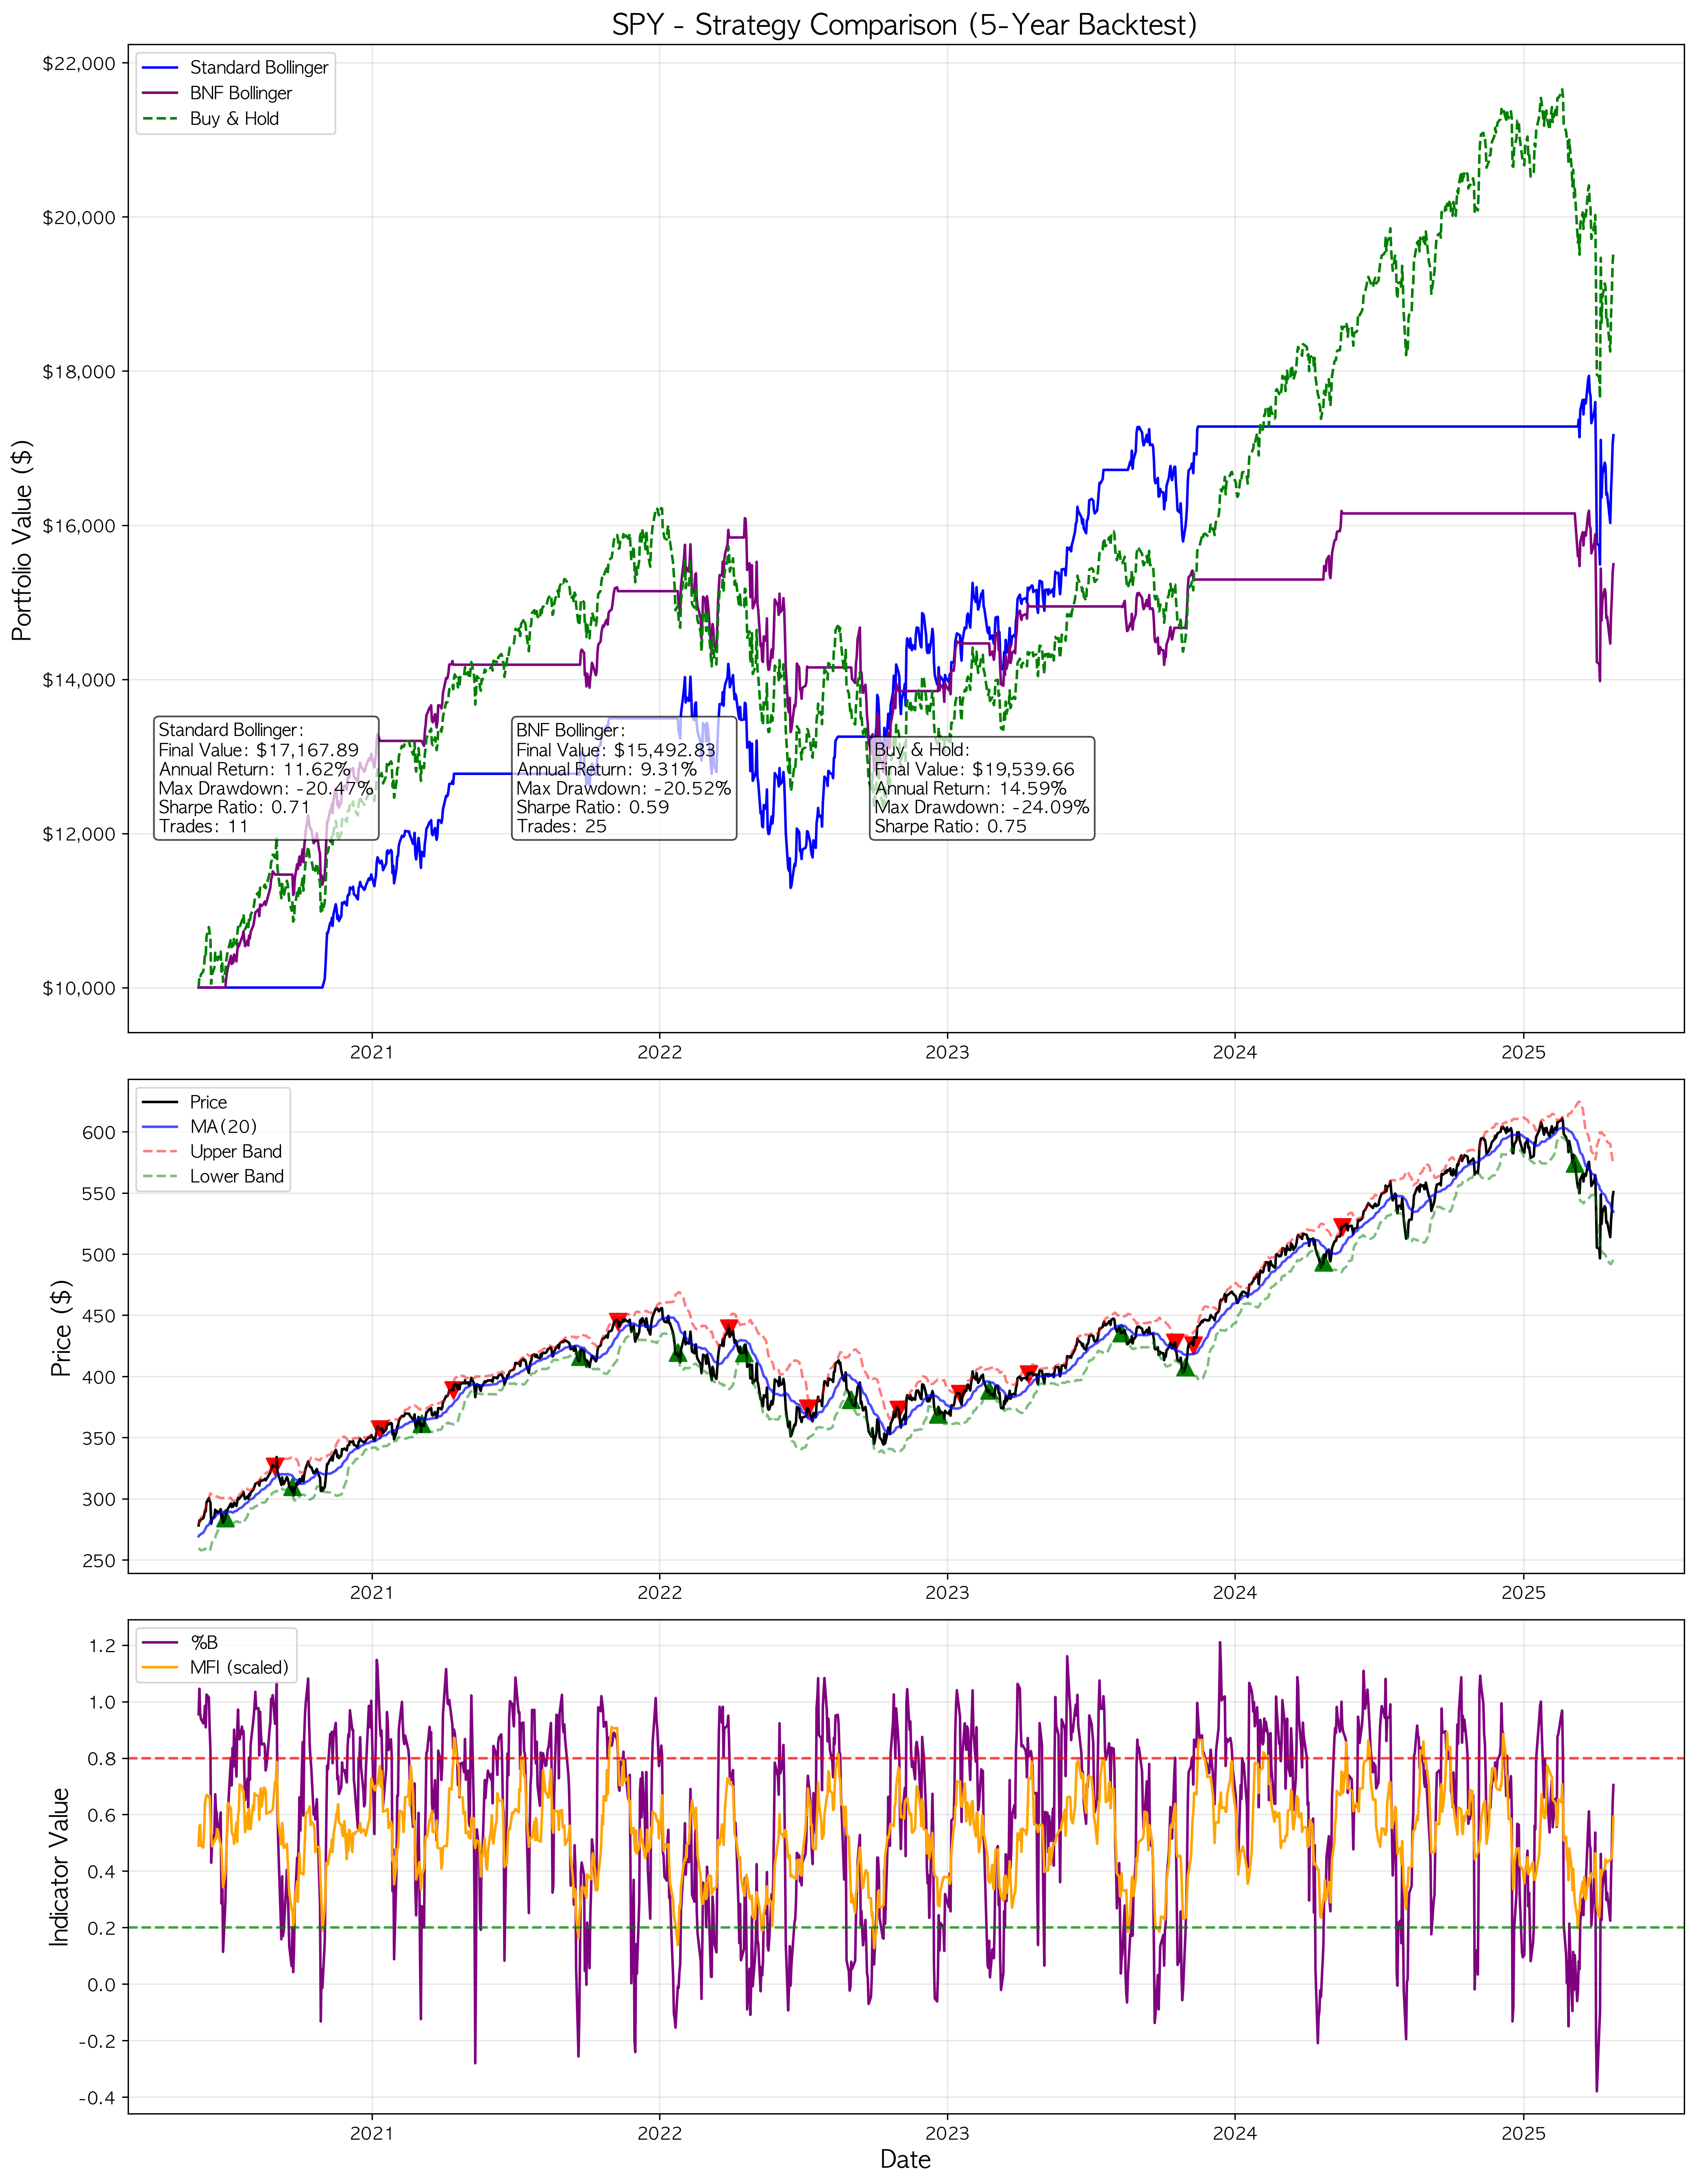 SPY - Strategy Comparison (5-Year Backtest)
Standard Bollinger
BNF Bollinger
Buy & Hold
Portfolio Value ($)
$22,000
$20,000
$18,000
$16,000
$14,000
$12,000
$10,000
Standard Bollinger:
Final Value: $17,167.89
Annual Return: 11.62%
Max Drawdown: -20.47%
Sharpe Ratio: 0.71
Trades: 11
BNF Bollinger:
Final Value: $15,492.83
Annual Return: 9.31%
Max Drawdown: -20.52%
Sharpe Ratio: 0.59
Trades: 25
Buy & Hold:
Final Value: $19,539.66
Annual Return: 14.59%
Max Drawdown: -24.09%
Sharpe Ratio: 0.75
2021 2022 2023 2024 2025
Price
MA(20)
Upper Band
Lower Band
Price ($)
600
550
500
450
400
350
300
250
2021 2022 2023 2024 2025
%B
MFI (scaled)
Indicator Value
1.2
1.0
0.8
0.6
0.4
0.2
0.0
-0.2
-0.4
2021 2022 2023 2024 2025
Date